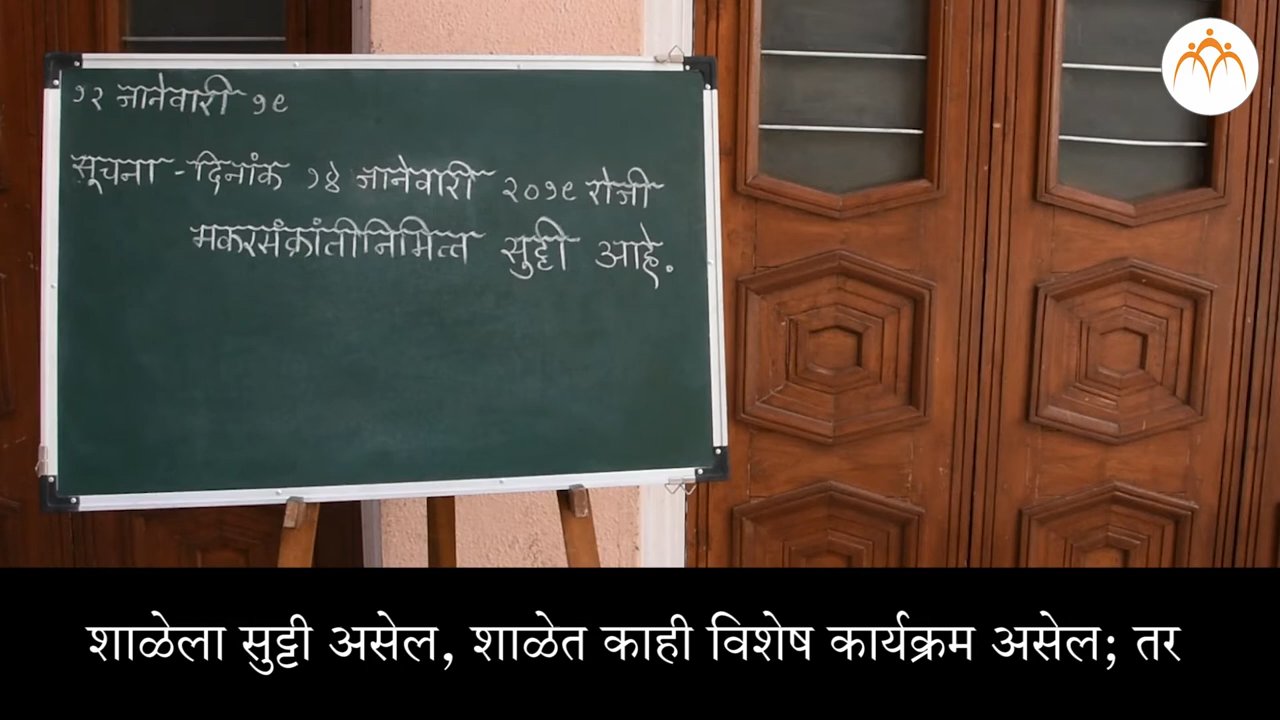 १२ जानेवारी १९
सूचना - दिनांक १४ जानेवारी २०१९ रोजी
मकरसंक्रांतीनिमित्त सुट्टी आहे.
शाळेला सुट्टी असेल, शाळेत काही विशेष कार्यक्रम असेल; तर